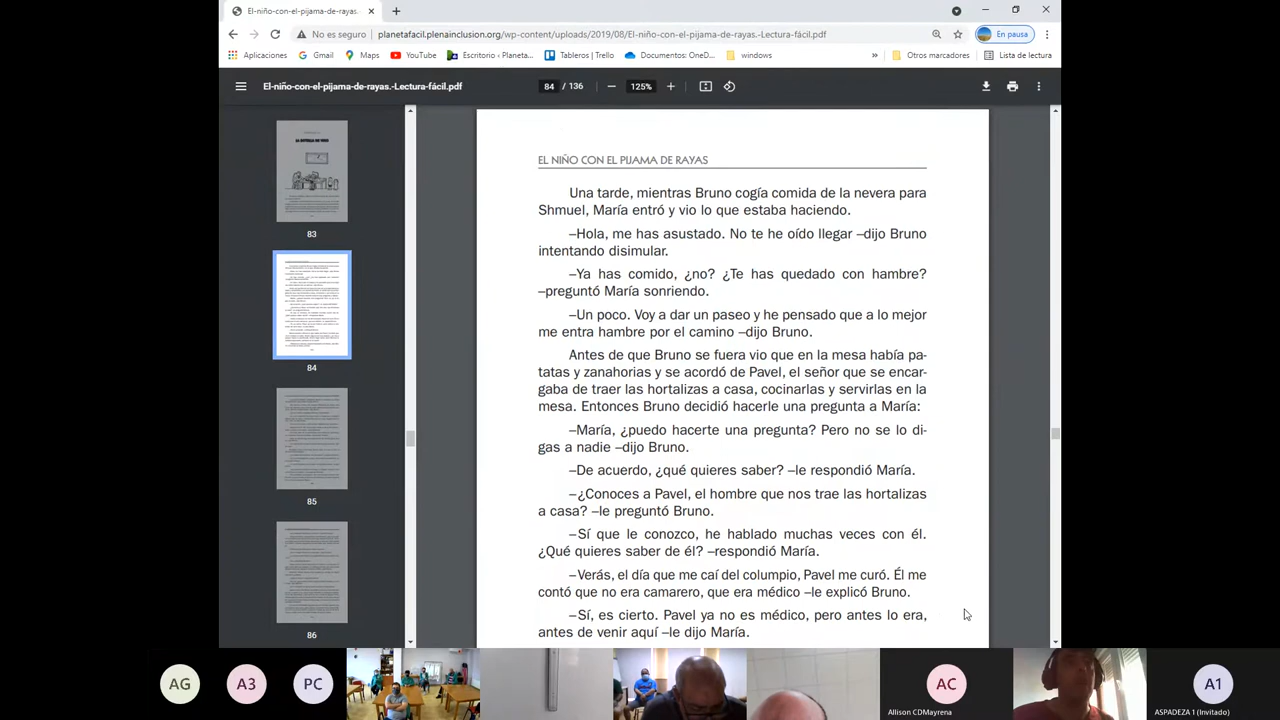 El-niño-con-el-pijama-de-rayas.-
En pausa
No es seguro
planetafacil.plenainclusion.org/wp-content/uploads/2019/08/El-niño-con-el-pijama-de-rayas.-Lectura-fácil.pdf
Aplicaciones
Gmail
Maps
YouTube
Escritorio ‹ Planeta...
Tableros | Trello
Documentos: OneD...
windows
»
Otros marcadores
Lista de lectura
El-niño-con-el-pijama-de-rayas.-Lectura-fácil.pdf
84 / 136
125%
83
84
85
86
EL NIÑO CON EL PIJAMA DE RAYAS
Una tarde, mientras Bruno cogía comida de la nevera para
Shmuel, María entró y vio lo que estaba haciendo.
–Hola, me has asustado. No te he oído llegar –dijo Bruno
intentando disimular.
–Ya has comido, ¿no? ¿Te has quedado con hambre?
–preguntó María sonriendo.
–Un poco. Voy a dar un paseo y he pensado que a lo mejor
me entra hambre por el camino –dijo Bruno.
Antes de que Bruno se fuera vio que en la mesa había pa-
tatas y zanahorias y se acordó de Pavel, el señor que se encar-
gaba de traer las hortalizas a casa, cocinarlas y servirlas en la
mesa. Entonces Bruno decidió hacerle una pregunta a María:
–María, ¿puedo hacerte una pregunta? Pero no se lo di-
gas a nadie –dijo Bruno.
–De acuerdo, ¿qué quieres saber? –le respondió María.
–¿Conoces a Pavel, el hombre que nos trae las hortalizas
a casa? –le preguntó Bruno.
–Sí que lo conozco, he hablado muchas veces con él.
¿Qué quieres saber de él? –respondió María.
–Verás, el día que me caí del columpio, Pavel me curó. Él me
contó que no era camarero, que era médico –le explicó Bruno.
–Sí, es cierto. Pavel ya no es médico, pero antes lo era,
antes de venir aquí –le dijo María.
AG
A3
PC
AC
Allison CDMayrena
A1
ASPADEZA 1 (Invitado)